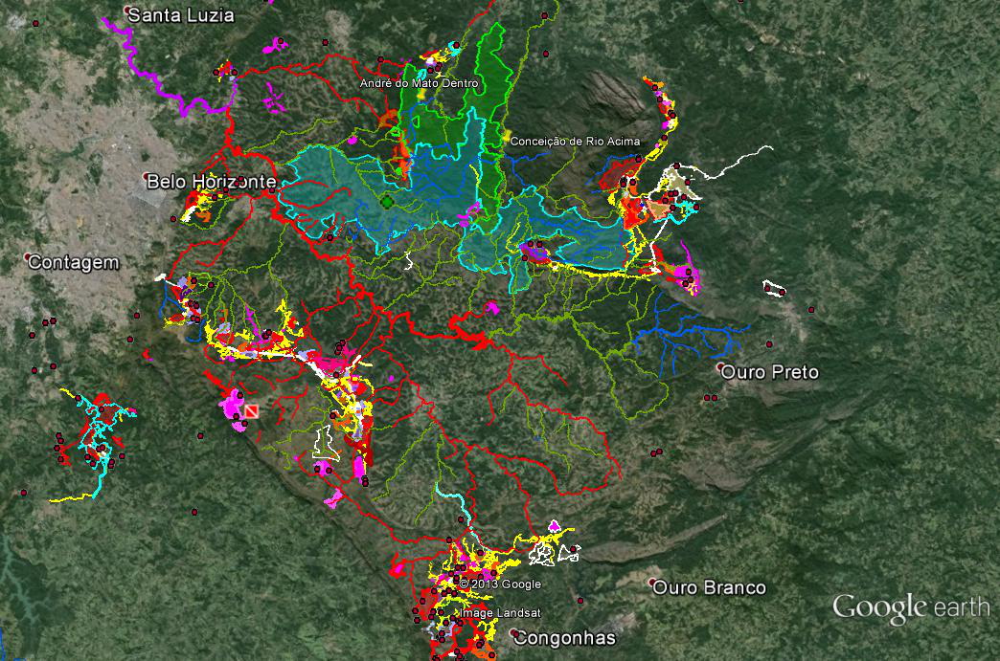 Santa Luzia
André do Mato Dentro
Conceição de Rio Acima
Belo Horizonte
Contagem
Ouro Preto
© 2013 Google
Ouro Branco
Google earth
Image Landsat
Congonhas